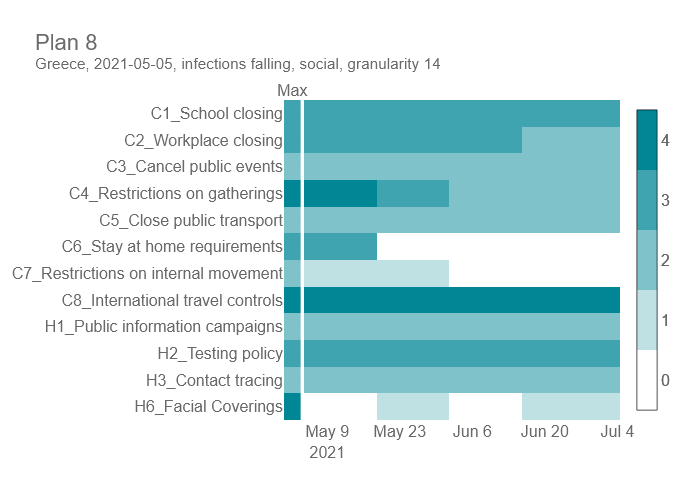 Plan 8
Greece, 2021-05-05, infections falling, social, granularity 14
Max
C1_School closing
C2_Workplace closing
C3_Cancel public events
C4_Restrictions on gatherings
C5_Close public transport
C6_Stay at home requirements
C7_Restrictions on internal movement
C8_International travel controls
H1_Public information campaigns
H2_Testing policy
H3_Contact tracing
H6_Facial Coverings
4
3
2
1
0
May 9 May 23 Jun 6 Jun 20 Jul 4
2021